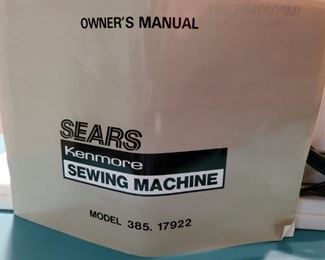 OWNER'S MANUAL
SEARS
Kenmore
SEWING MACHINE
MODEL 385. 17922